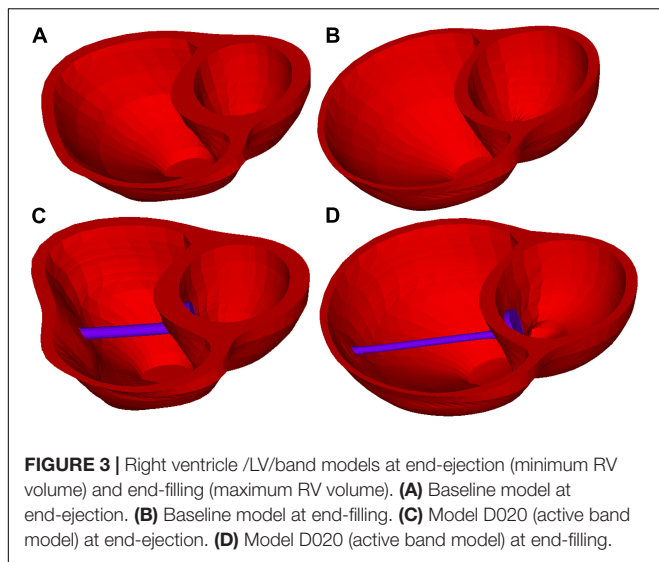 A
B
C
D
FIGURE 3 | Right ventricle /LV/band models at end-ejection (minimum RV
volume) and end-filling (maximum RV volume). (A) Baseline model at
end-ejection. (B) Baseline model at end-filling. (C) Model D020 (active band
model) at end-ejection. (D) Model D020 (active band model) at end-filling.